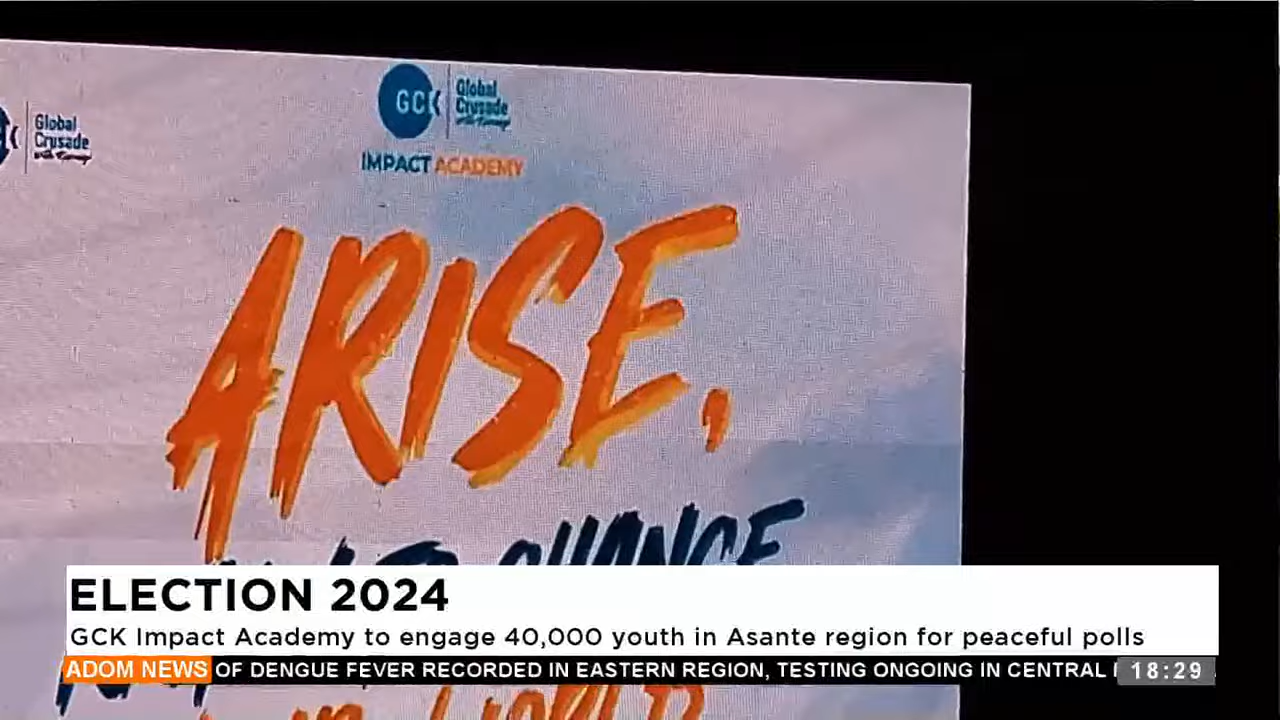 GCK
Global
Crusade
Global
Crusade
IMPACT ACADEMY
ARISE,
CHANGE
ELECTION 2024
GCK Impact Academy to engage 40,000 youth in Asante region for peaceful polls
ADOM NEWS OF DENGUE FEVER RECORDED IN EASTERN REGION, TESTING ONGOING IN CENTRAL 18:29